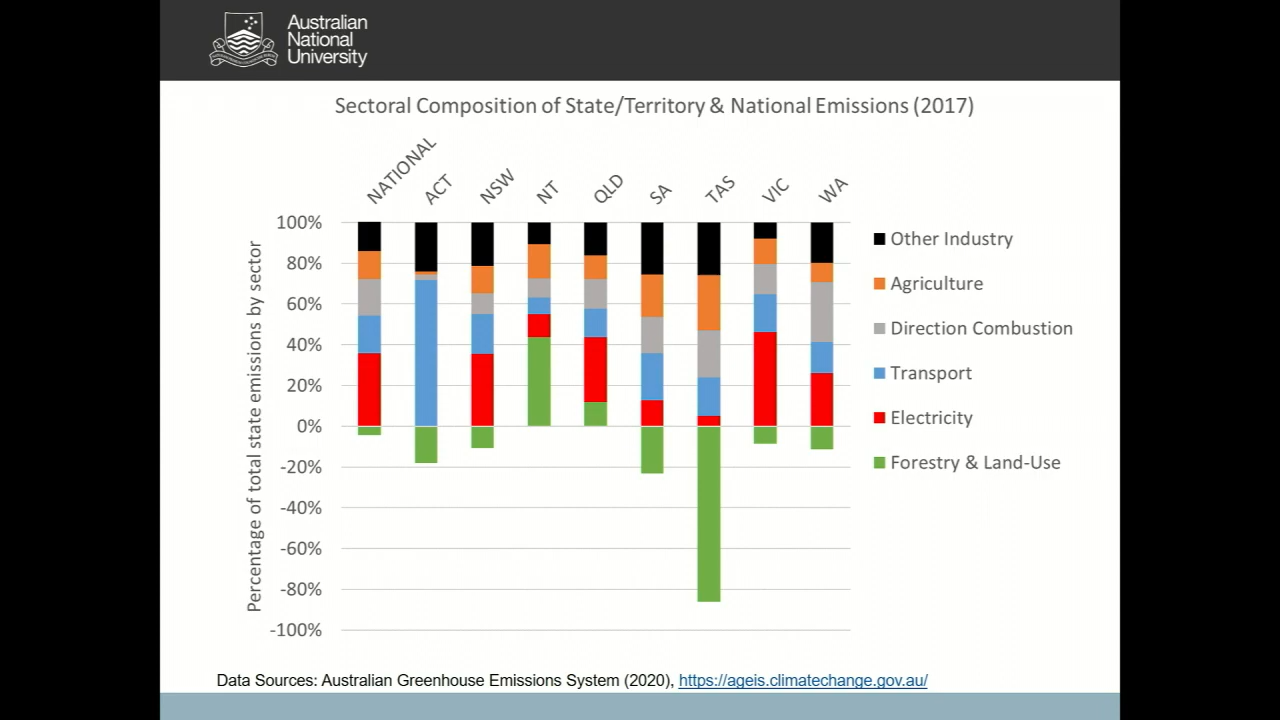 Australian
National
University
Sectoral Composition of State/Territory & National Emissions (2017)
NATIONAL
ACT
NSW
NT
QLD
SA
TAS
VIC
WA
Percentage of total state emissions by sector
100%
80%
60%
40%
20%
0%
-20%
-40%
-60%
-80%
-100%
Other Industry
Agriculture
Direction Combustion
Transport
Electricity
Forestry & Land-Use
Data Sources: Australian Greenhouse Emissions System (2020), https://ageis.climatechange.gov.au/